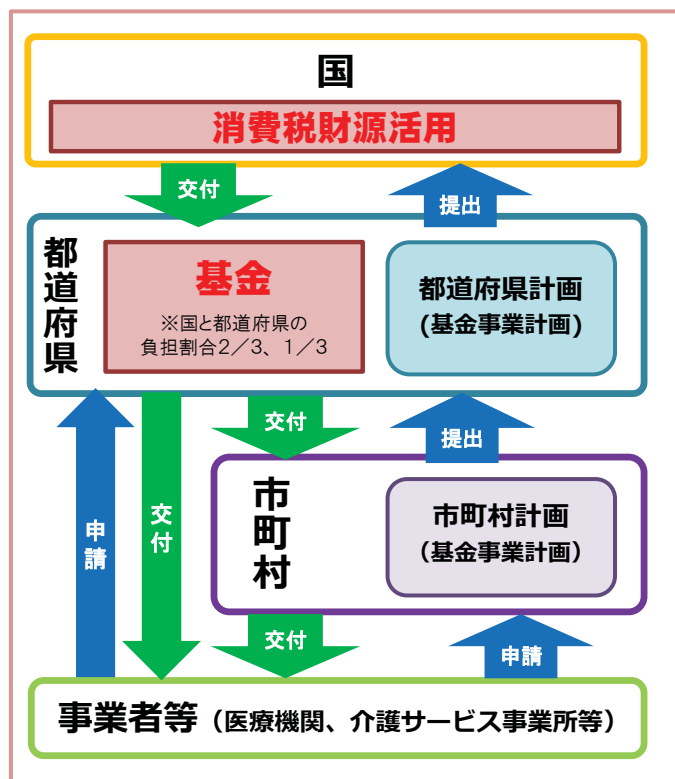 国
消費税財源活用
交付
提出
都道府県
基金
※国と都道府県の
負担割合2／3、1／3
都道府県計画
(基金事業計画)
申請
交付
交付
提出
市町村
市町村計画
（基金事業計画）
交付
申請
事業者等（医療機関、介護サービス事業所等）